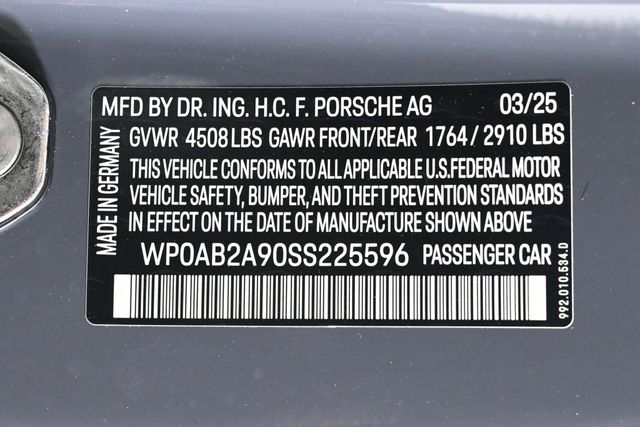 MFD BY DR. ING. H.C. F. PORSCHE AG 03/25
GVWR 4508 LBS GAWR FRONT/REAR 1764 / 2910 LBS
THIS VEHICLE CONFORMS TO ALL APPLICABLE U.S.FEDERAL MOTOR
VEHICLE SAFETY, BUMPER, AND THEFT PREVENTION STANDARDS
IN EFFECT ON THE DATE OF MANUFACTURE SHOWN ABOVE
WP0AB2A90SS225596 PASSENGER CAR
MADE IN GERMANY
992.010.534.D